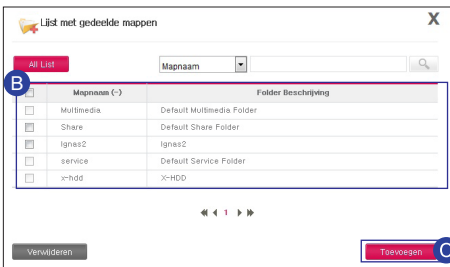 Lijst met gedeelde mappen X
All List Mapnaam
B
Mapnaam (-) Folder Beschrijving
Multimedia Default Multimedia Folder
Share Default Share Folder
Ignas2 Ignas2
service Default Service Folder
x-hdd X-HDD
1
Verwijderen Toevoegen C